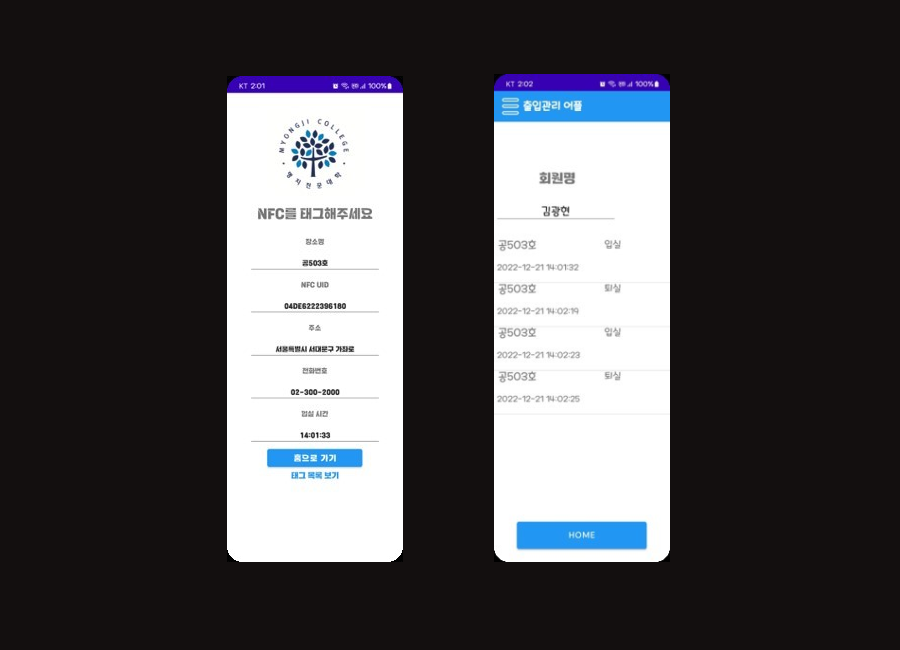 KT 2:01
100%
MYONGJI COLLEGE
명지전문대학
NFC를 태그해주세요
장소명
공503호
NFC UID
04DE6222396180
주소
서울특별시 서대문구 가좌로
전화번호
02-300-2000
입실 시간
14:01:33
홈으로 가기
태그 목록 보기
KT 2:02
100%
출입관리 어플
회원명
김광현
공503호 입실
2022-12-21 14:01:32
공503호 퇴실
2022-12-21 14:02:19
공503호 입실
2022-12-21 14:02:23
공503호 퇴실
2022-12-21 14:02:25
HOME